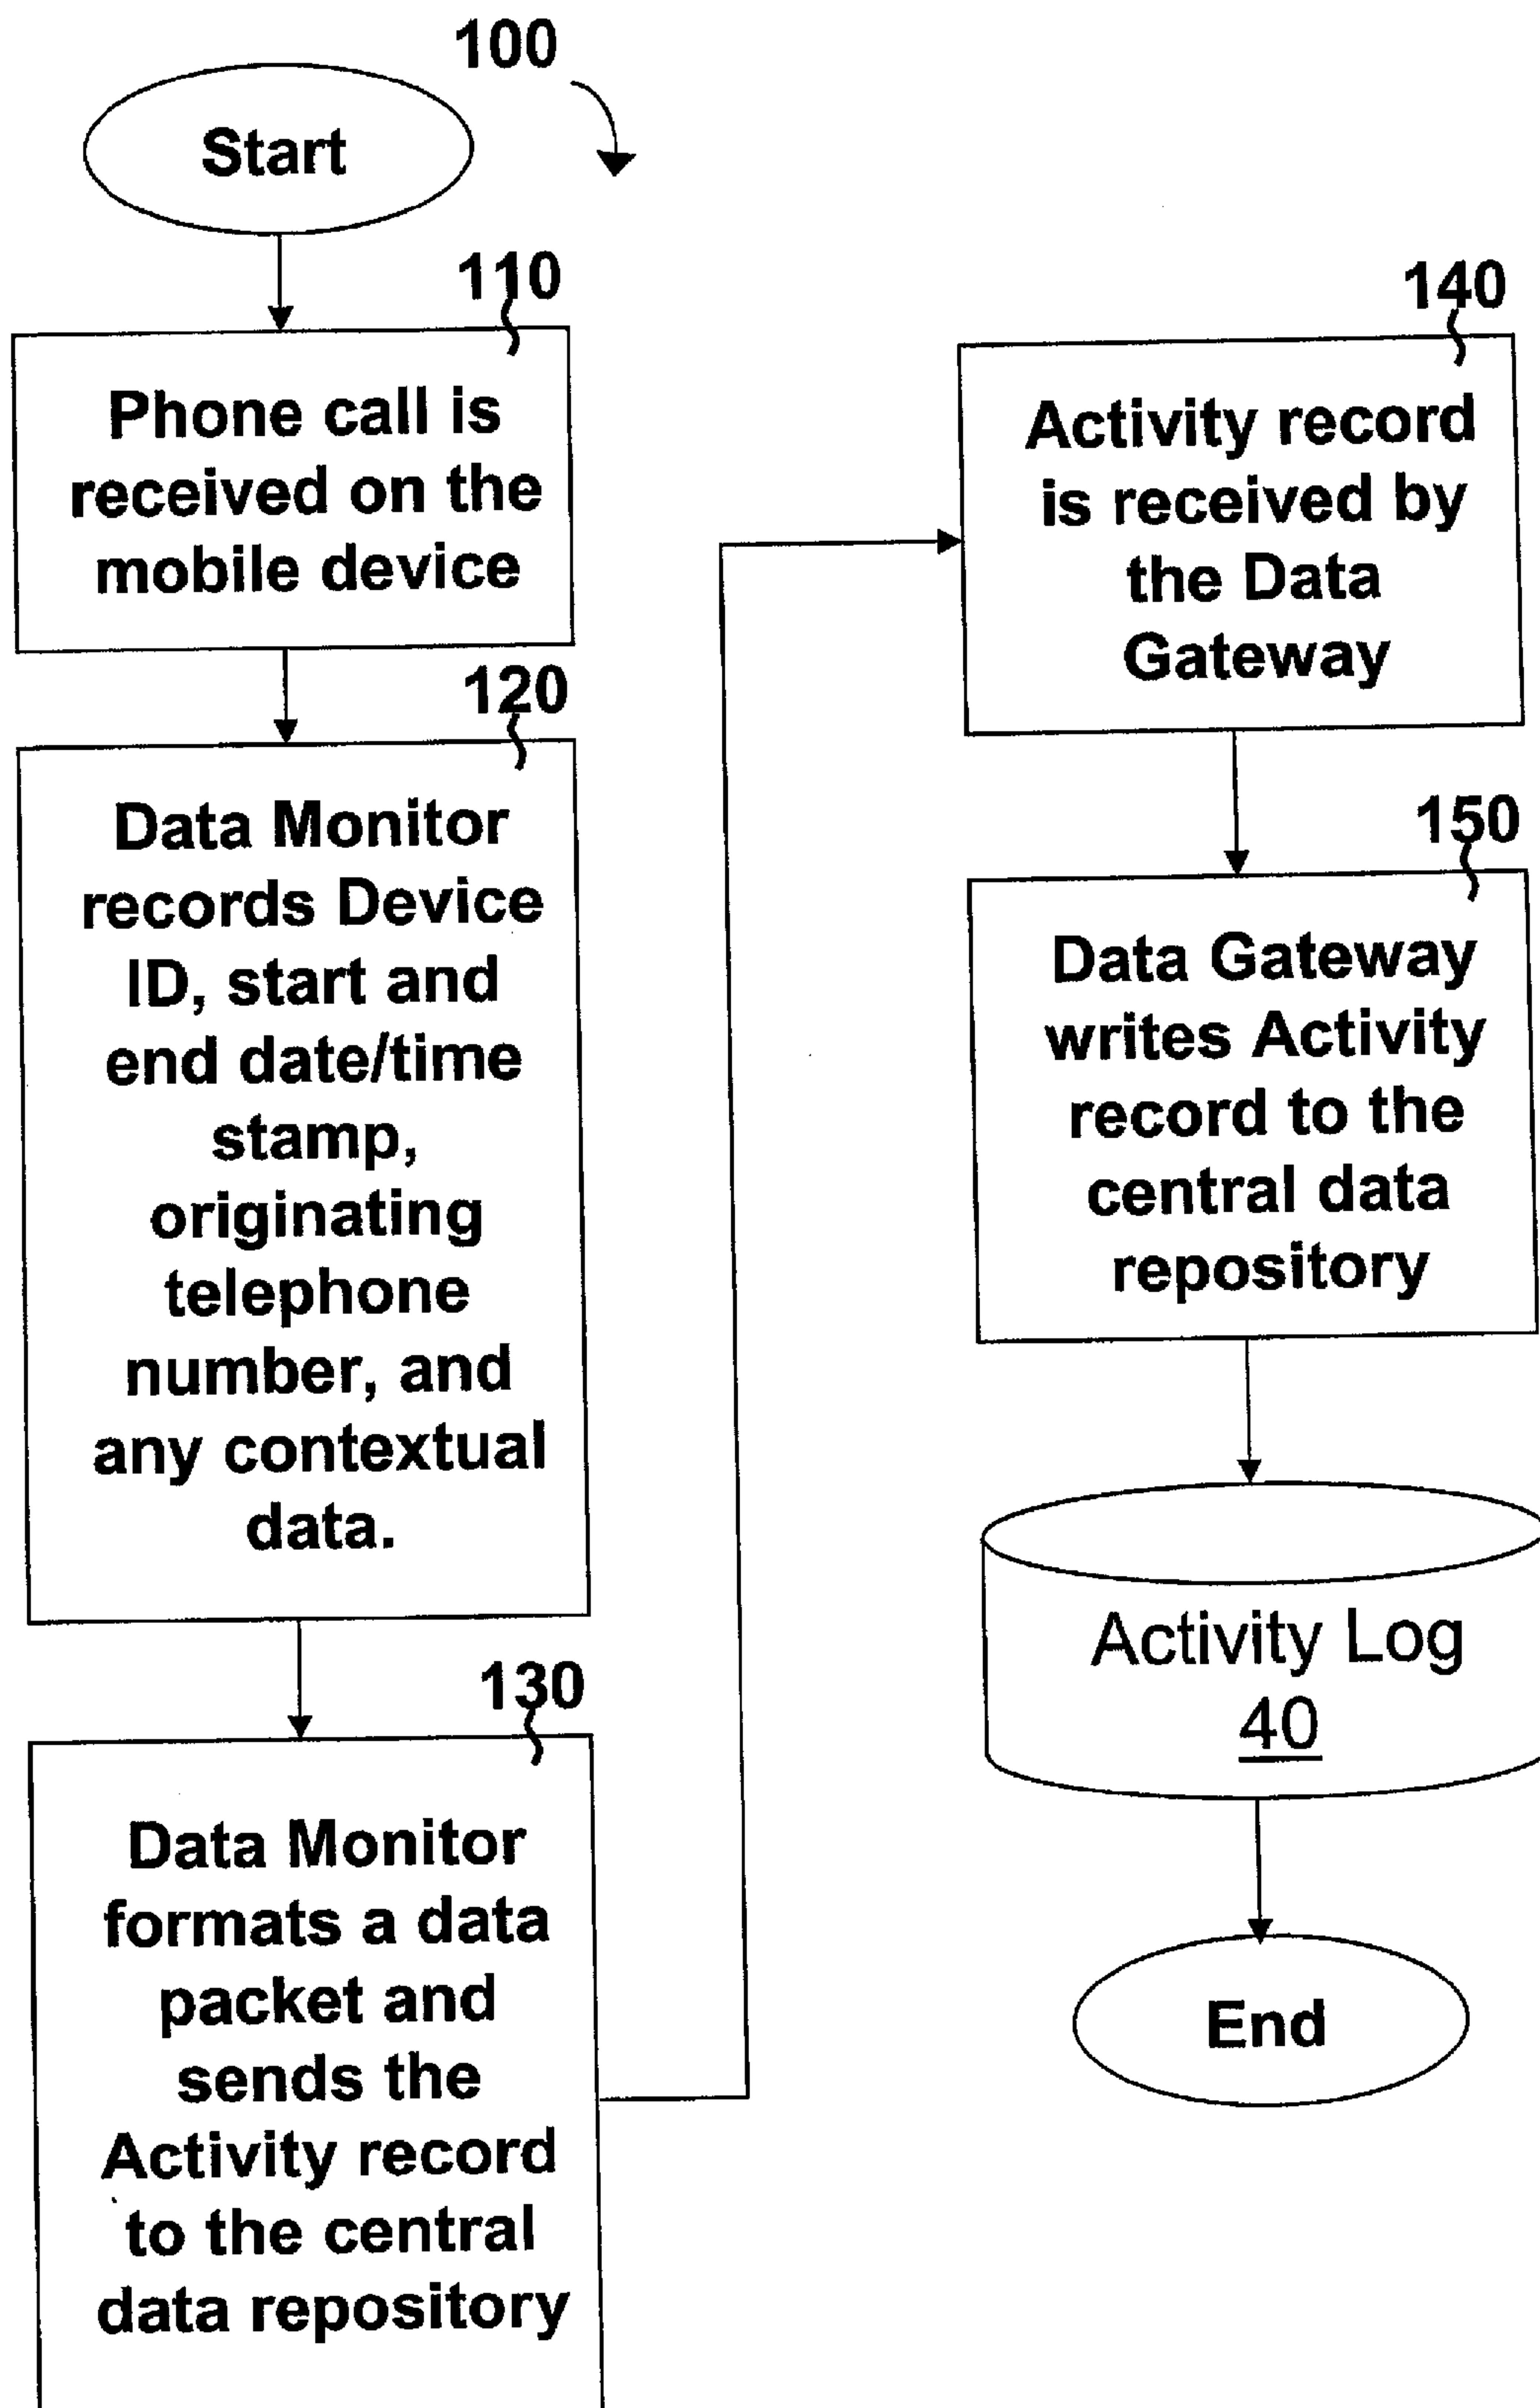 100
Start
110
Phone call is
received on the
mobile device
120
Data Monitor
records Device
ID, start and
end date/time
stamp,
originating
telephone
number, and
any contextual
data.
130
Data Monitor
formats a data
packet and
sends the
Activity record
to the central
data repository
140
Activity record
is received by
the Data
Gateway
150
Data Gateway
writes Activity
record to the
central data
repository
Activity Log
40
End